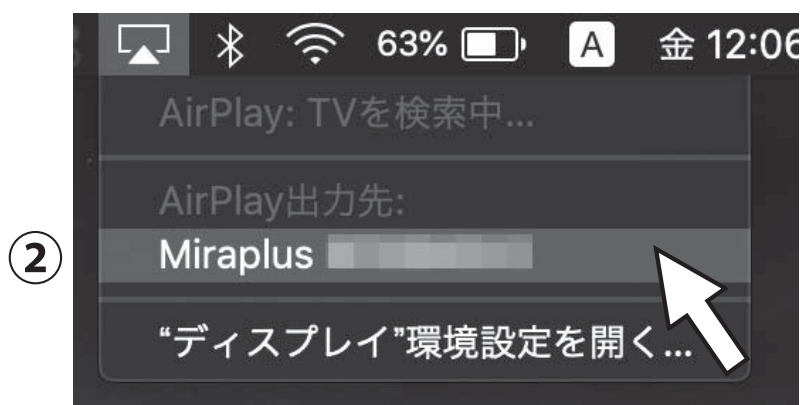 63% A 金 12:06
AirPlay: TVを検索中...
AirPlay出力先:
② Miraplus
“ディスプレイ”環境設定を開く...